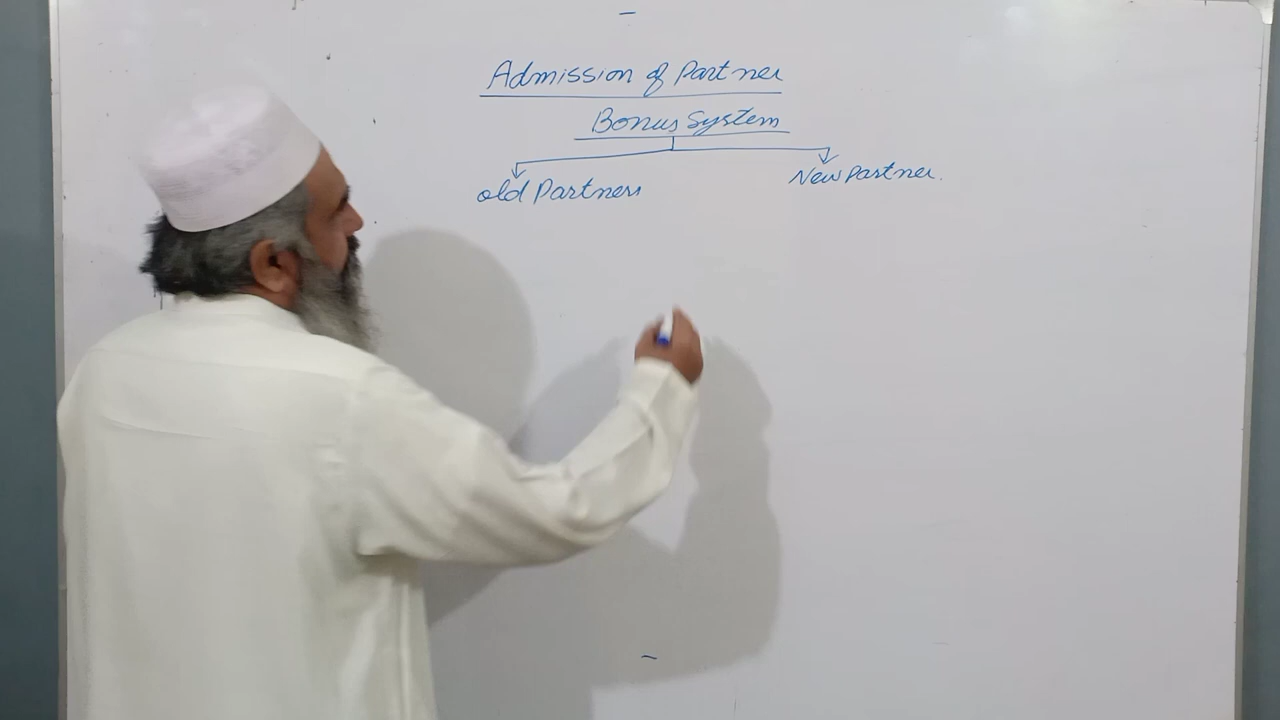 Admission of Partner
Bonus System
old Partners
New Partner.